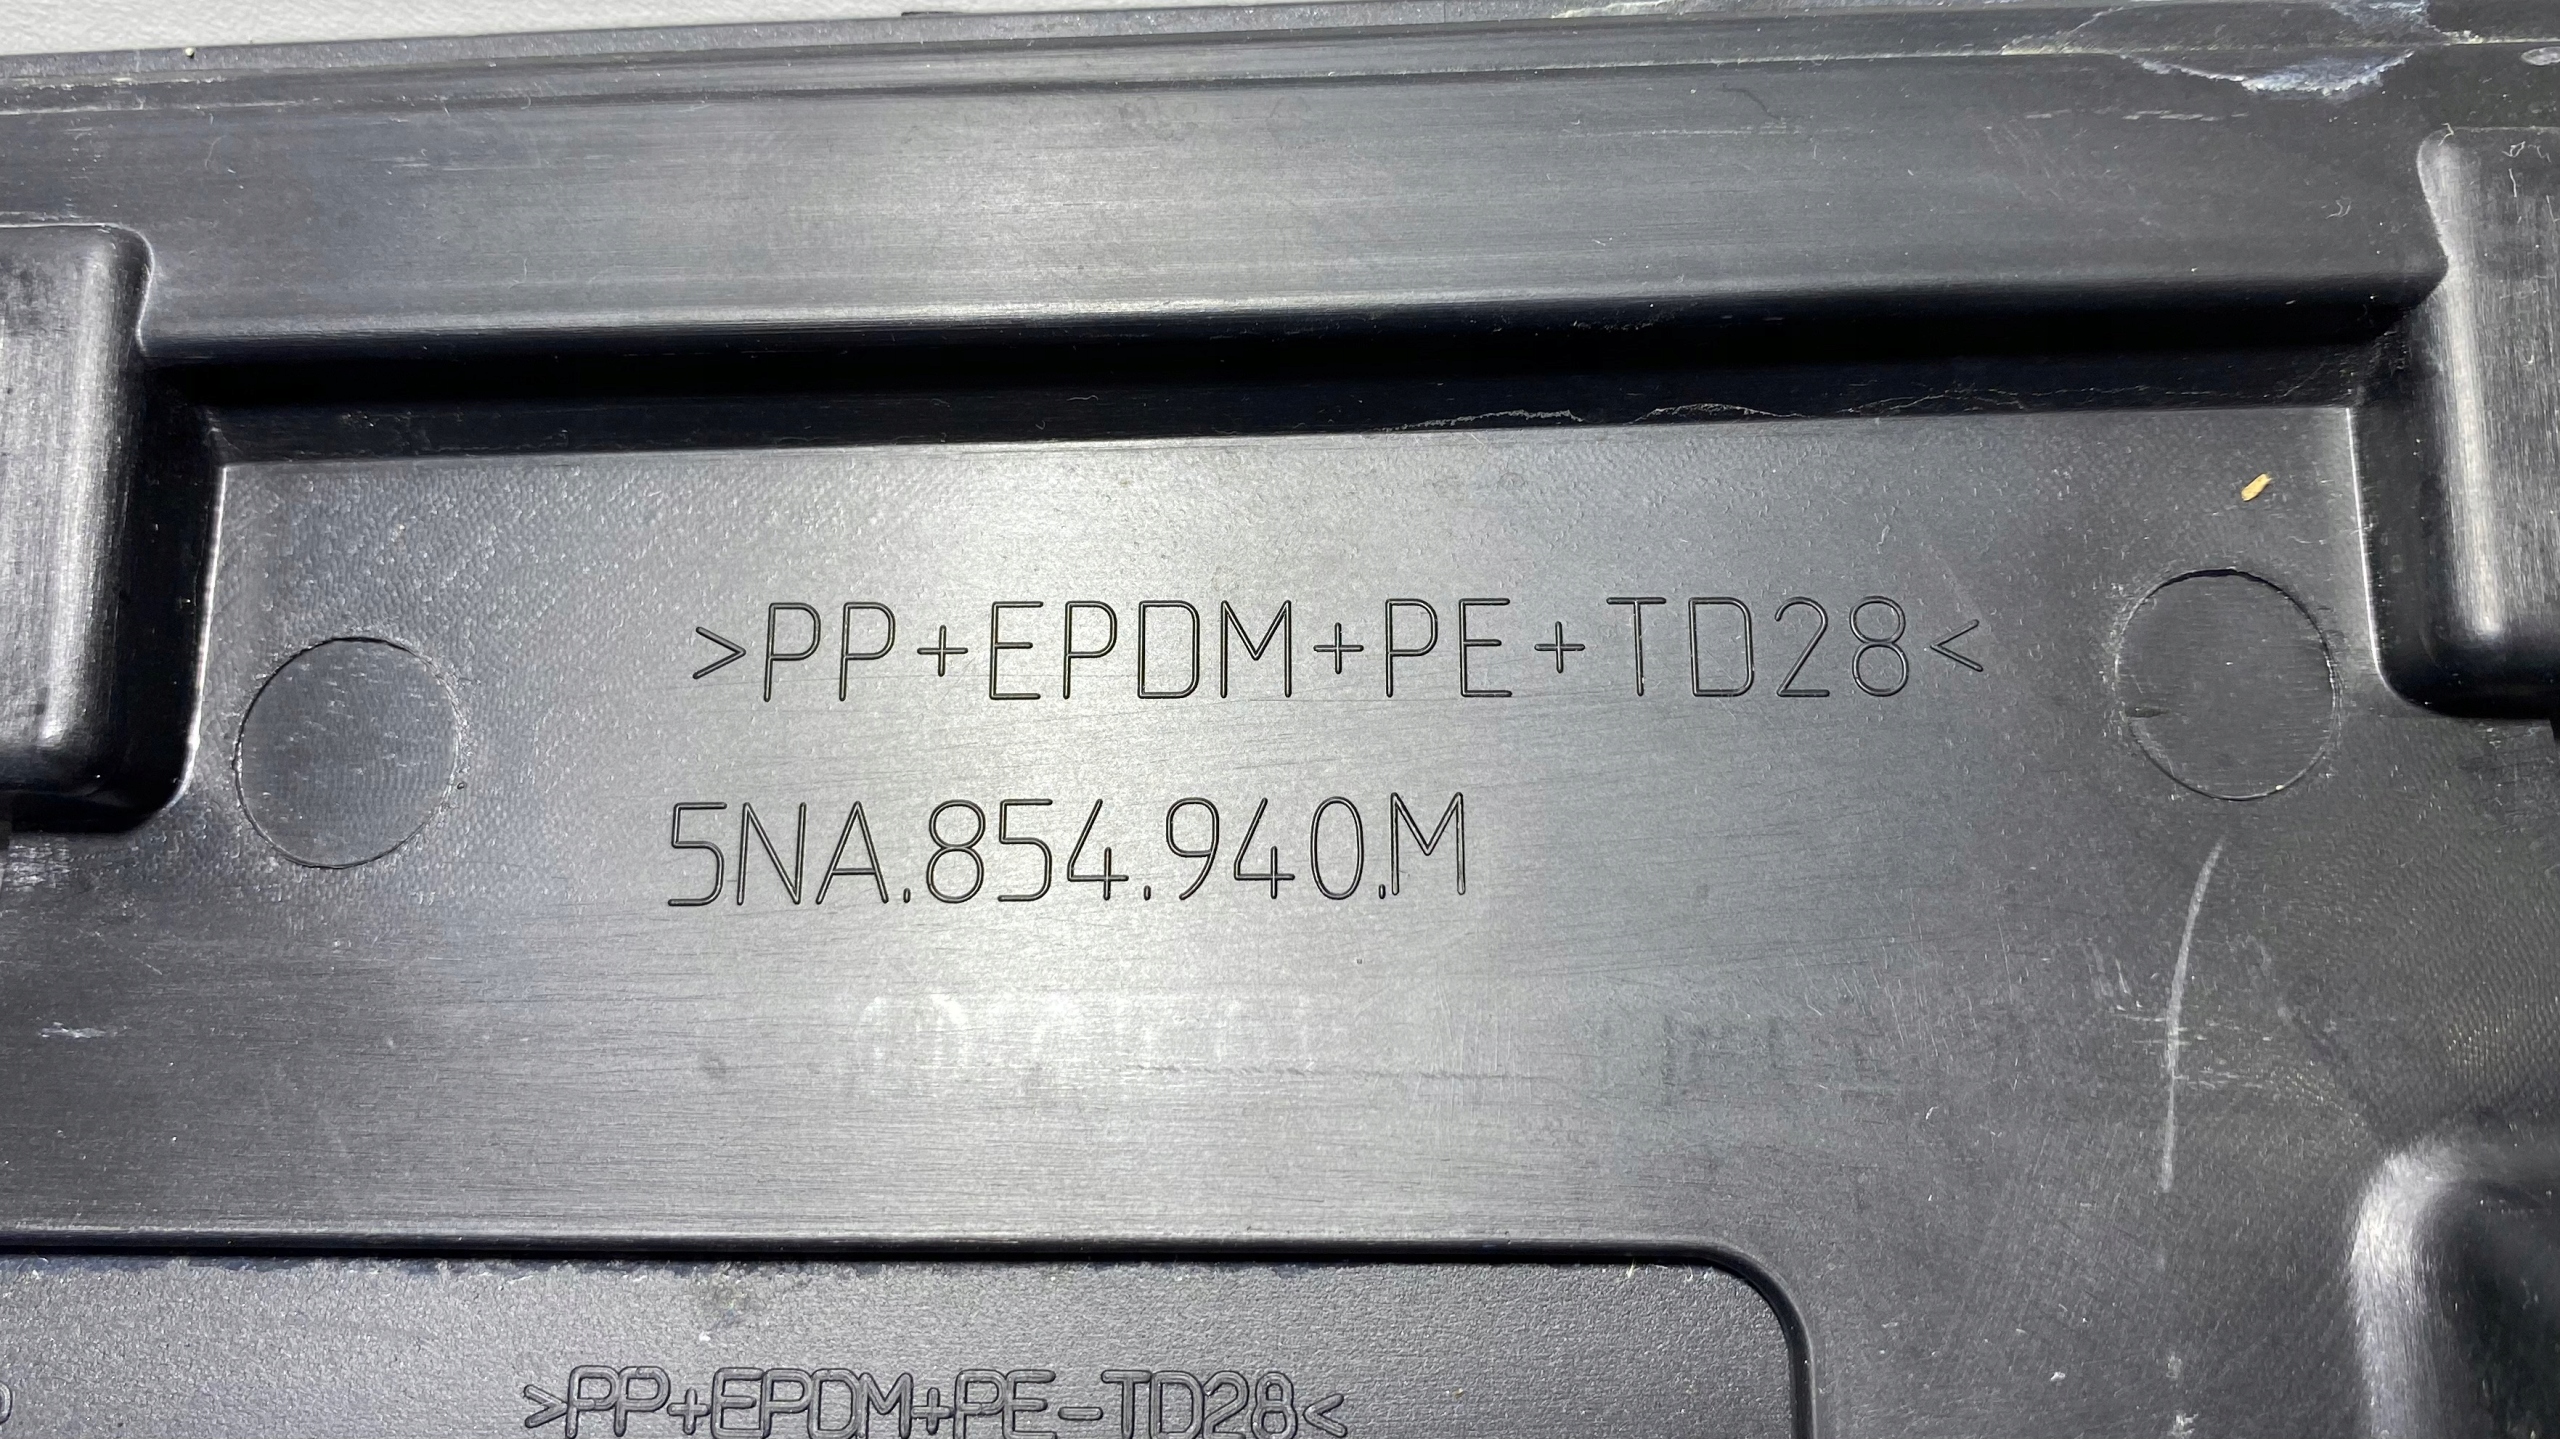 >PP+EPDM+PE+TD28<
5NA.854.940.M
>PP+EPDM+PE-TD28<